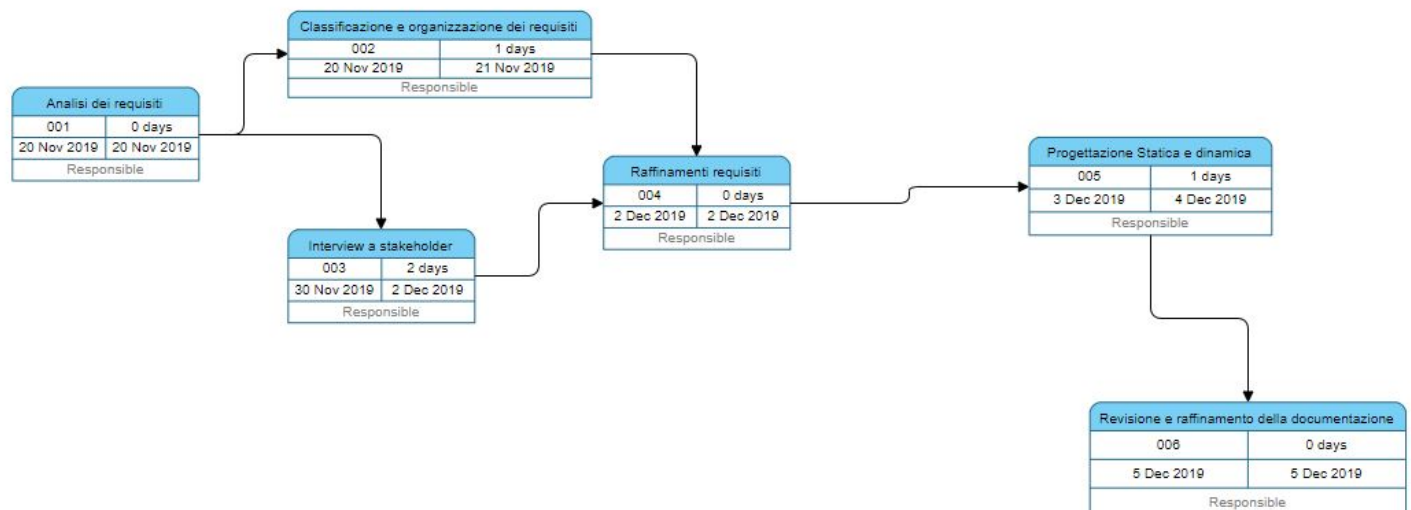 Classificazione e organizzazione dei requisiti
002 1 days
20 Nov 2019 21 Nov 2019
Responsible
Analisi dei requisiti
001 0 days
20 Nov 2019 20 Nov 2019
Responsible
Interview a stakeholder
003 2 days
30 Nov 2019 2 Dec 2019
Responsible
Raffinamenti requisiti
004 0 days
2 Dec 2019 2 Dec 2019
Responsible
Progettazione Statica e dinamica
005 1 days
3 Dec 2019 4 Dec 2019
Responsible
Revisione e raffinamento della documentazione
006 0 days
5 Dec 2019 5 Dec 2019
Responsible